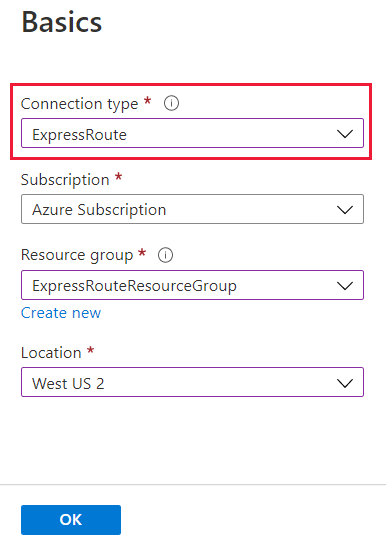 Basics
Connection type *
ExpressRoute
Subscription *
Azure Subscription
Resource group *
ExpressRouteResourceGroup
Create new
Location *
West US 2
OK